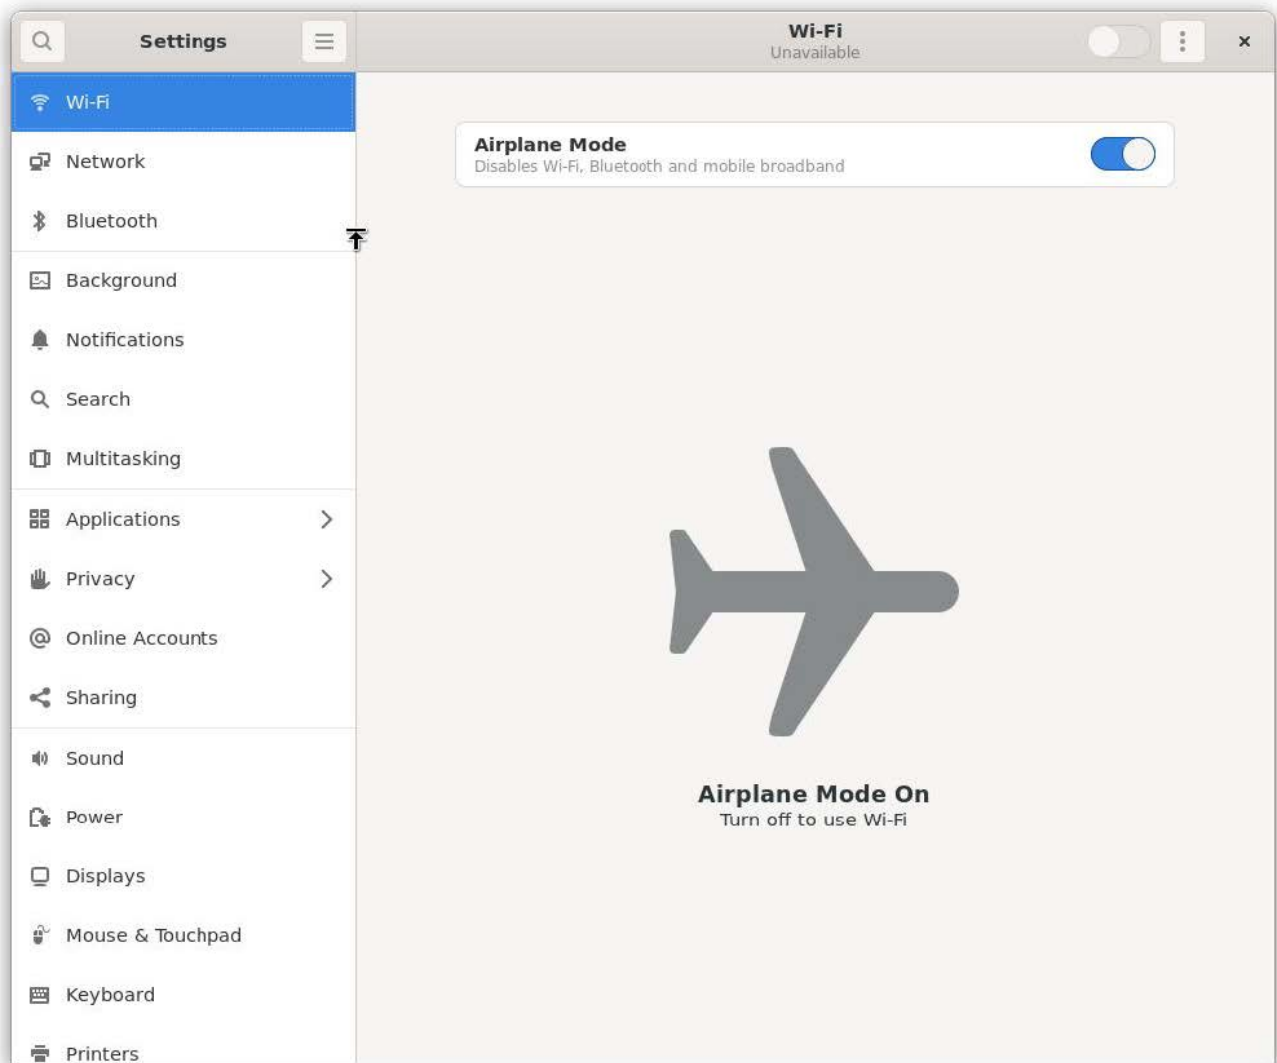 Settings
Wi-Fi
Unavailable
Wi-Fi
Network
Bluetooth
Background
Notifications
Search
Multitasking
Applications
Privacy
Online Accounts
Sharing
Sound
Power
Displays
Mouse & Touchpad
Keyboard
Printers
Airplane Mode
Disables Wi-Fi, Bluetooth and mobile broadband
Airplane Mode On
Turn off to use Wi-Fi